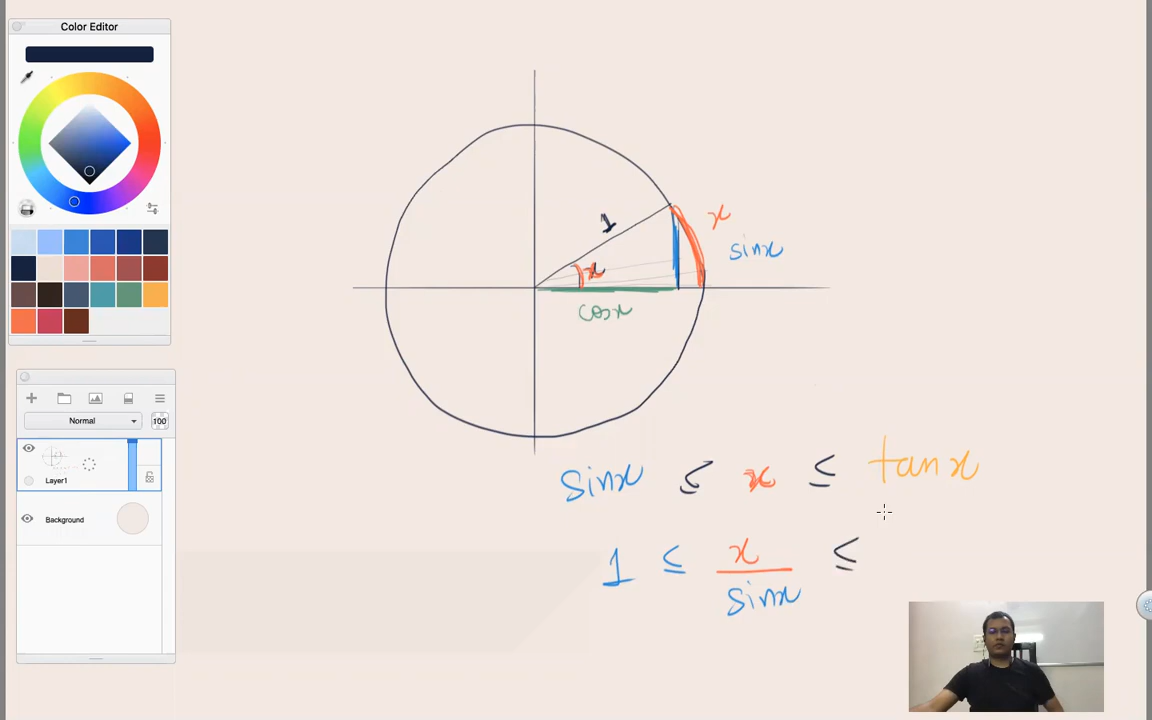 Color Editor
Normal
100
Layer1
Background
1
x
x
sinx
cosx
sinx ≤ x ≤ tanx
1 ≤ x/sinx ≤